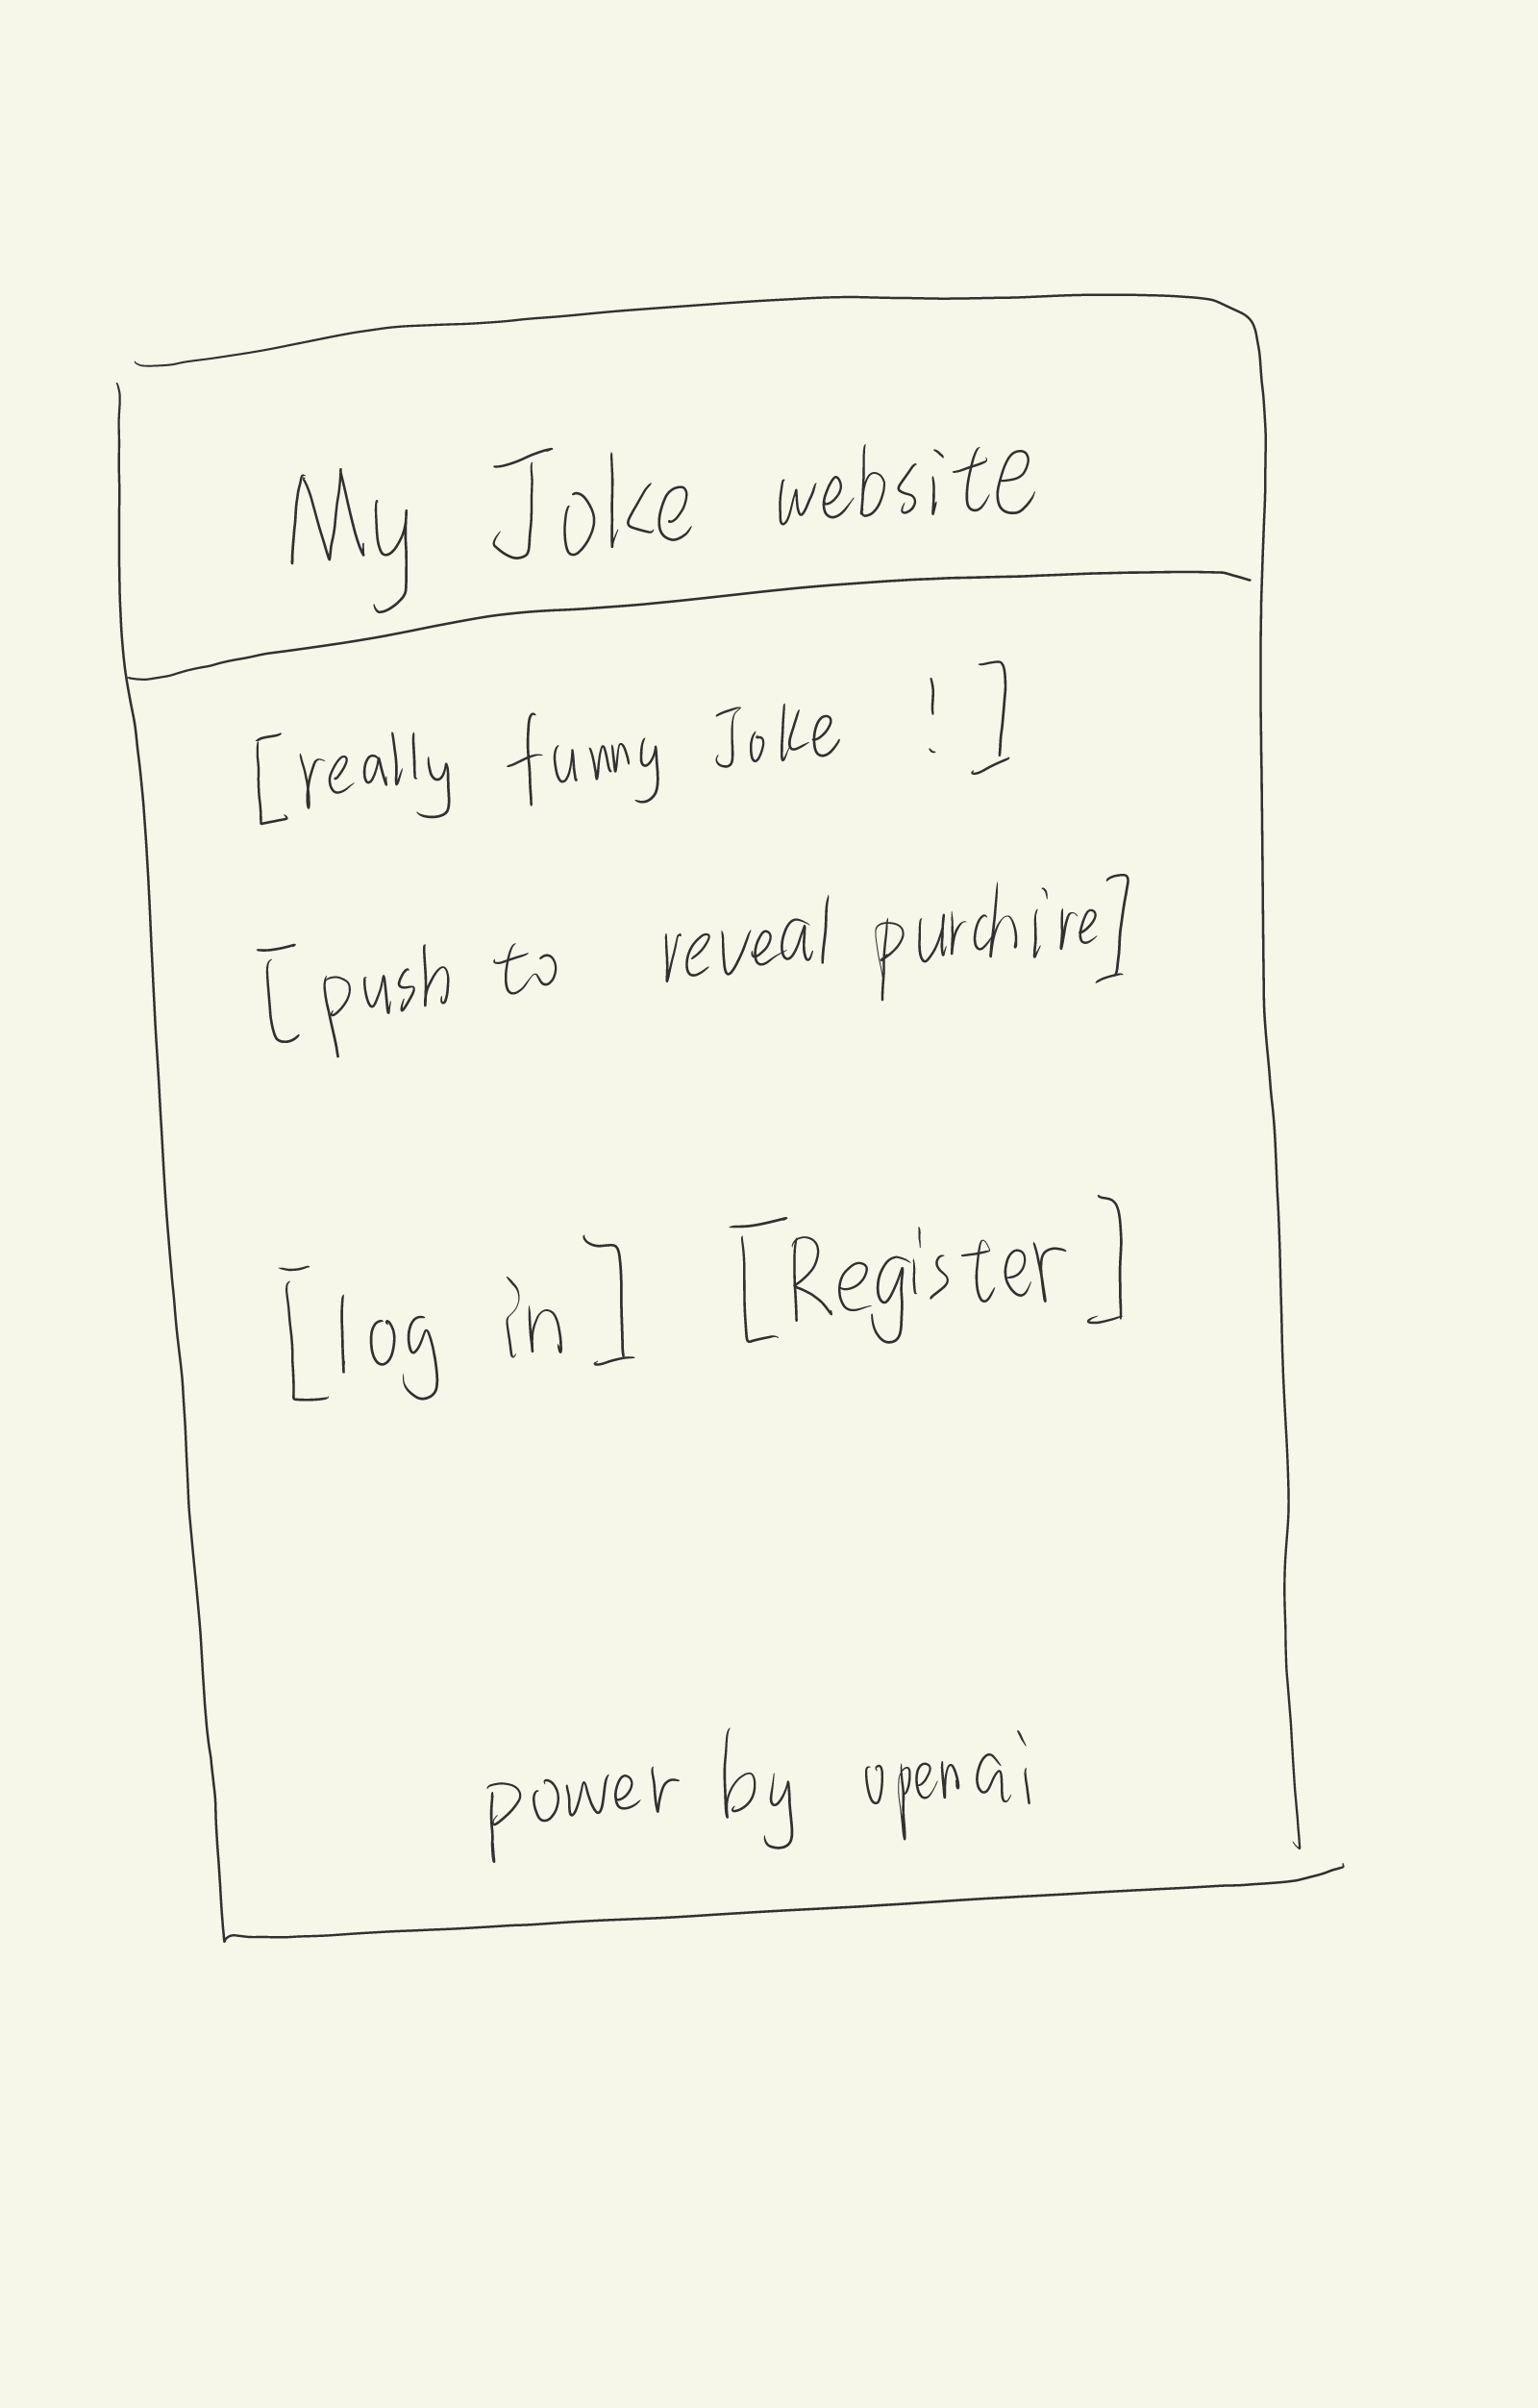 My Joke website
[really funny Joke !]
[push to reveal purchire]
[log in] [Register]
power by openai